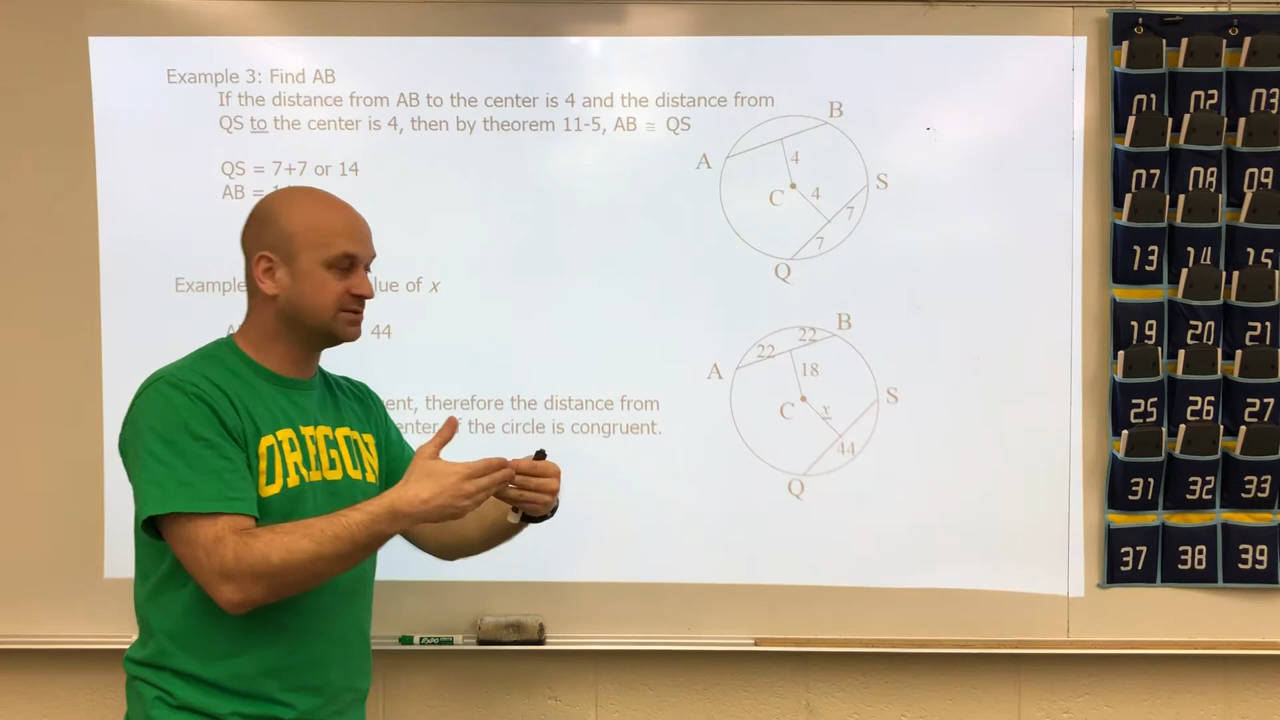 Example 3: Find AB
If the distance from AB to the center is 4 and the distance from
QS to the center is 4, then by theorem 11-5, AB ≅ QS
QS = 7+7 or 14
AB =
B
A
4
C
4
S
7
7
Q
Example
of x
44
therefore the distance from
the circle is congruent.
B
22
22
A
18
C
x
S
44
Q
OREGON
EXPO
01 02 03
07 08 09
13 14 15
19 20 21
25 26 27
31 32 33
37 38 39